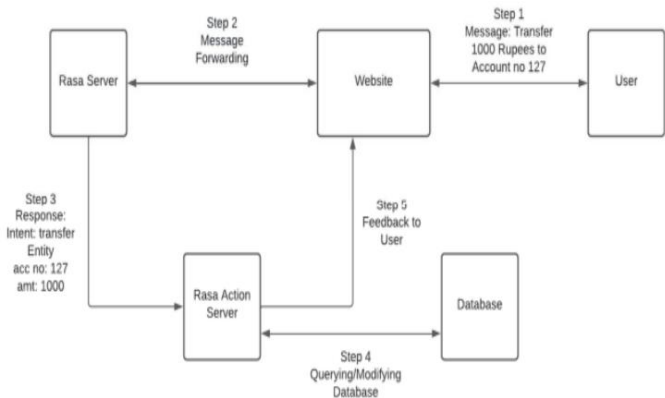 Step 1
Message: Transfer
1000 Rupees to
Account no 127
Step 2
Message
Forwarding
Rasa Server
Website
User
Step 3
Response:
Intent: transfer
Entity
acc no: 127
amt: 1000
Step 5
Feedback to
User
Rasa Action
Server
Database
Step 4
Querying/Modifying
Database